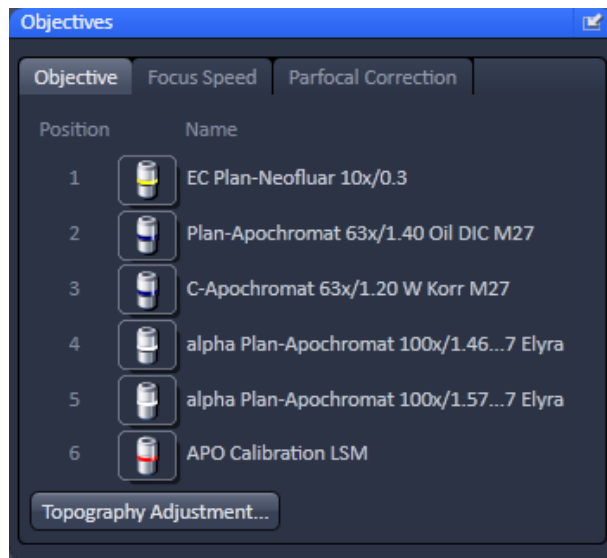 Objectives
Objective Focus Speed Parfocal Correction
Position Name
1 EC Plan-Neofluar 10x/0.3
2 Plan-Apochromat 63x/1.40 Oil DIC M27
3 C-Apochromat 63x/1.20 W Korr M27
4 alpha Plan-Apochromat 100x/1.46...7 Elyra
5 alpha Plan-Apochromat 100x/1.57...7 Elyra
6 APO Calibration LSM
Topography Adjustment...